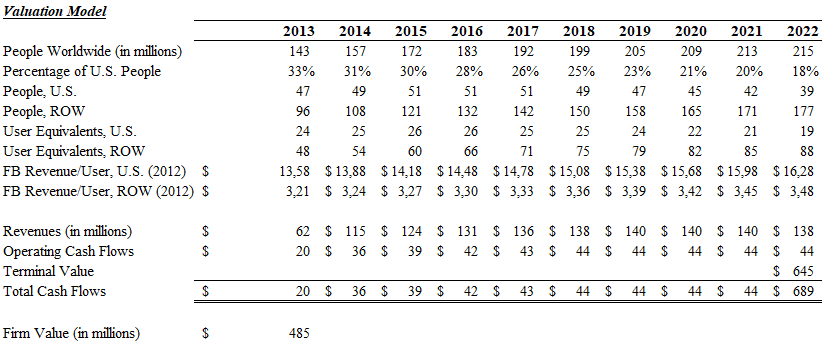 Valuation Model
2013 2014 2015 2016 2017 2018 2019 2020 2021 2022
People Worldwide (in millions) 143 157 172 183 192 199 205 209 213 215
Percentage of U.S. People 33% 31% 30% 28% 26% 25% 23% 21% 20% 18%
People, U.S. 47 49 51 51 51 49 47 45 42 39
People, ROW 96 108 121 132 142 150 158 165 171 177
User Equivalents, U.S. 24 25 26 26 25 25 24 22 21 19
User Equivalents, ROW 48 54 60 66 71 75 79 82 85 88
FB Revenue/User, U.S. (2012) $ 13,58 $ 13,88 $ 14,18 $ 14,48 $ 14,78 $ 15,08 $ 15,38 $ 15,68 $ 15,98 $ 16,28
FB Revenue/User, ROW (2012) $ 3,21 $ 3,24 $ 3,27 $ 3,30 $ 3,33 $ 3,36 $ 3,39 $ 3,42 $ 3,45 $ 3,48
Revenues (in millions) $ 62 $ 115 $ 124 $ 131 $ 136 $ 138 $ 140 $ 140 $ 140 $ 138
Operating Cash Flows $ 20 $ 36 $ 39 $ 42 $ 43 $ 44 $ 44 $ 44 $ 44 $ 44
Terminal Value $ 645
Total Cash Flows $ 20 $ 36 $ 39 $ 42 $ 43 $ 44 $ 44 $ 44 $ 44 $ 689
Firm Value (in millions) $ 485